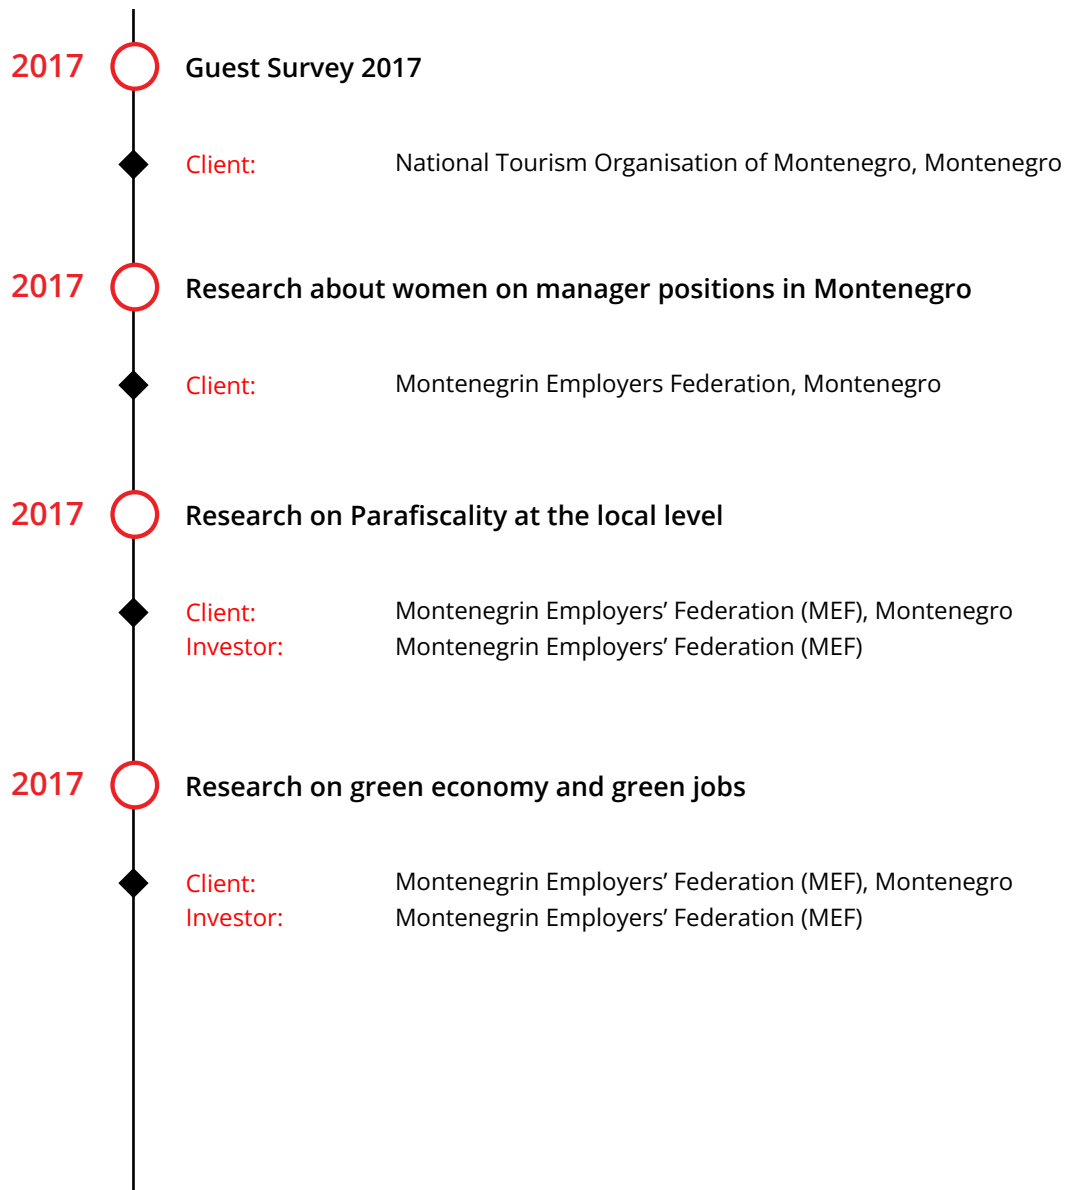 2017 Guest Survey 2017
Client: National Tourism Organisation of Montenegro, Montenegro
2017 Research about women on manager positions in Montenegro
Client: Montenegrin Employers Federation, Montenegro
2017 Research on Parafiscality at the local level
Client: Montenegrin Employers’ Federation (MEF), Montenegro
Investor: Montenegrin Employers’ Federation (MEF)
2017 Research on green economy and green jobs
Client: Montenegrin Employers’ Federation (MEF), Montenegro
Investor: Montenegrin Employers’ Federation (MEF)